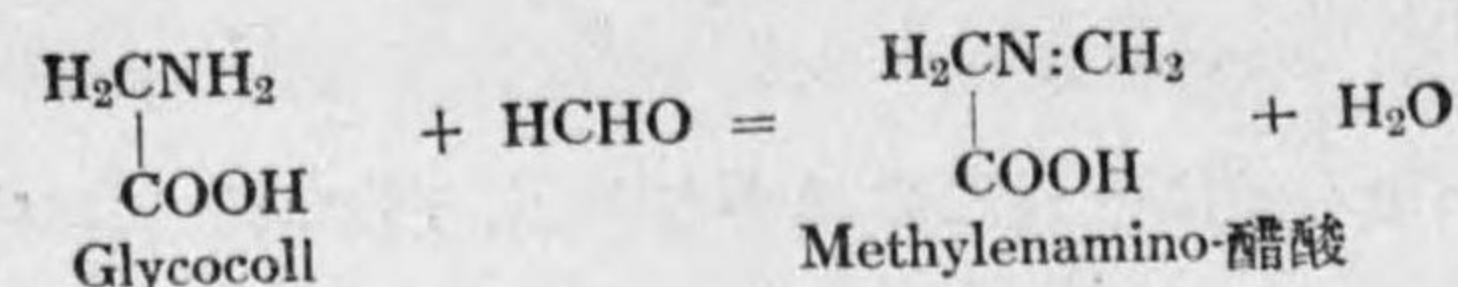 H₂CNH₂ H₂CN:CH₂
+ HCHO = + H₂O
COOH COOH
Glycocoll Methylenamino-醋酸